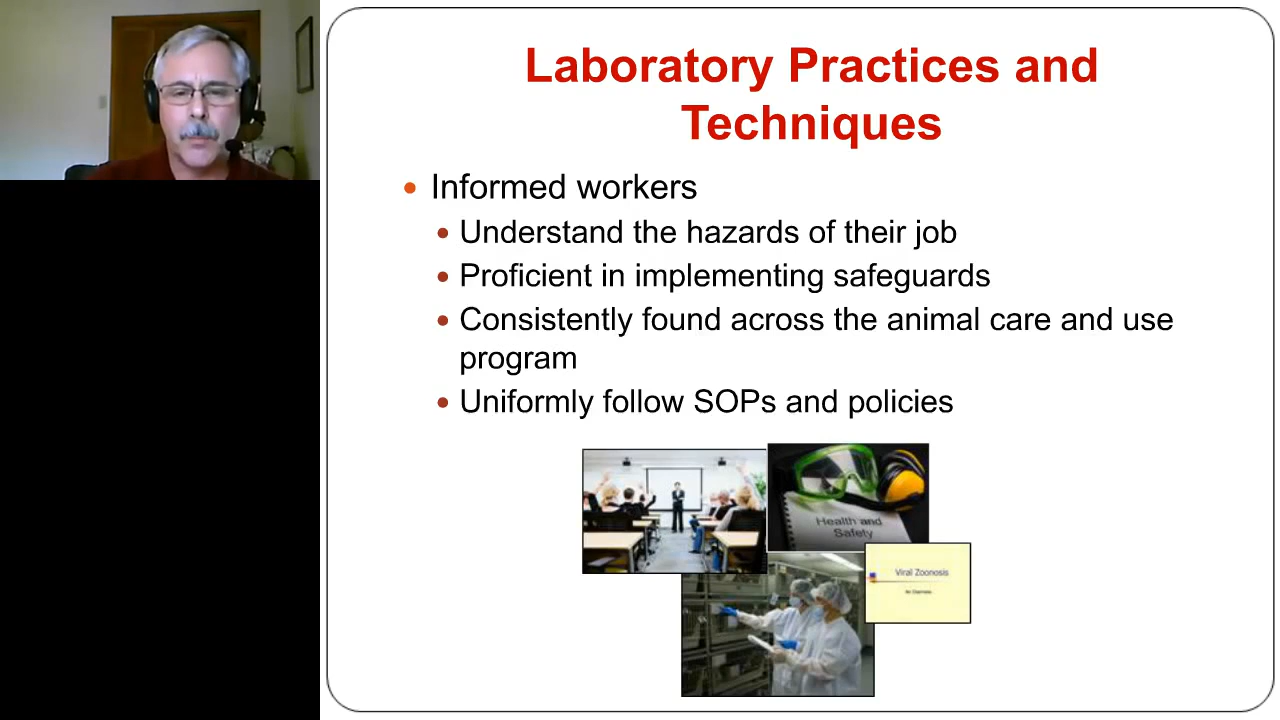 Laboratory Practices and
Techniques
Informed workers
Understand the hazards of their job
Proficient in implementing safeguards
Consistently found across the animal care and use
program
Uniformly follow SOPs and policies
Health and
Safety
Viral Zoonosis